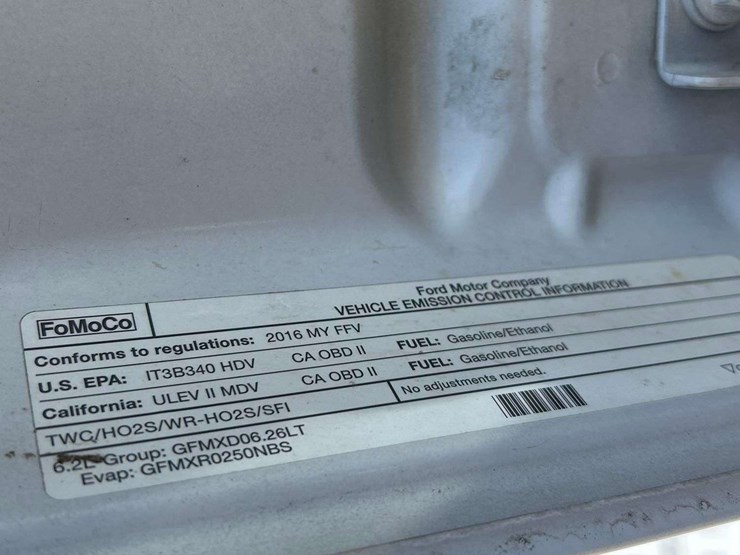 FoMoCo
Ford Motor Company
VEHICLE EMISSION CONTROL INFORMATION
Conforms to regulations: 2016 MY FFV
U.S. EPA: IT3B340 HDV CA OBD II FUEL: Gasoline/Ethanol
California: ULEV II MDV CA OBD II FUEL: Gasoline/Ethanol
TWC/HO2S/WR-HO2S/SFI No adjustments needed.
6.2L-Group: GFMXD06.26LT
Evap: GFMXR0250NBS